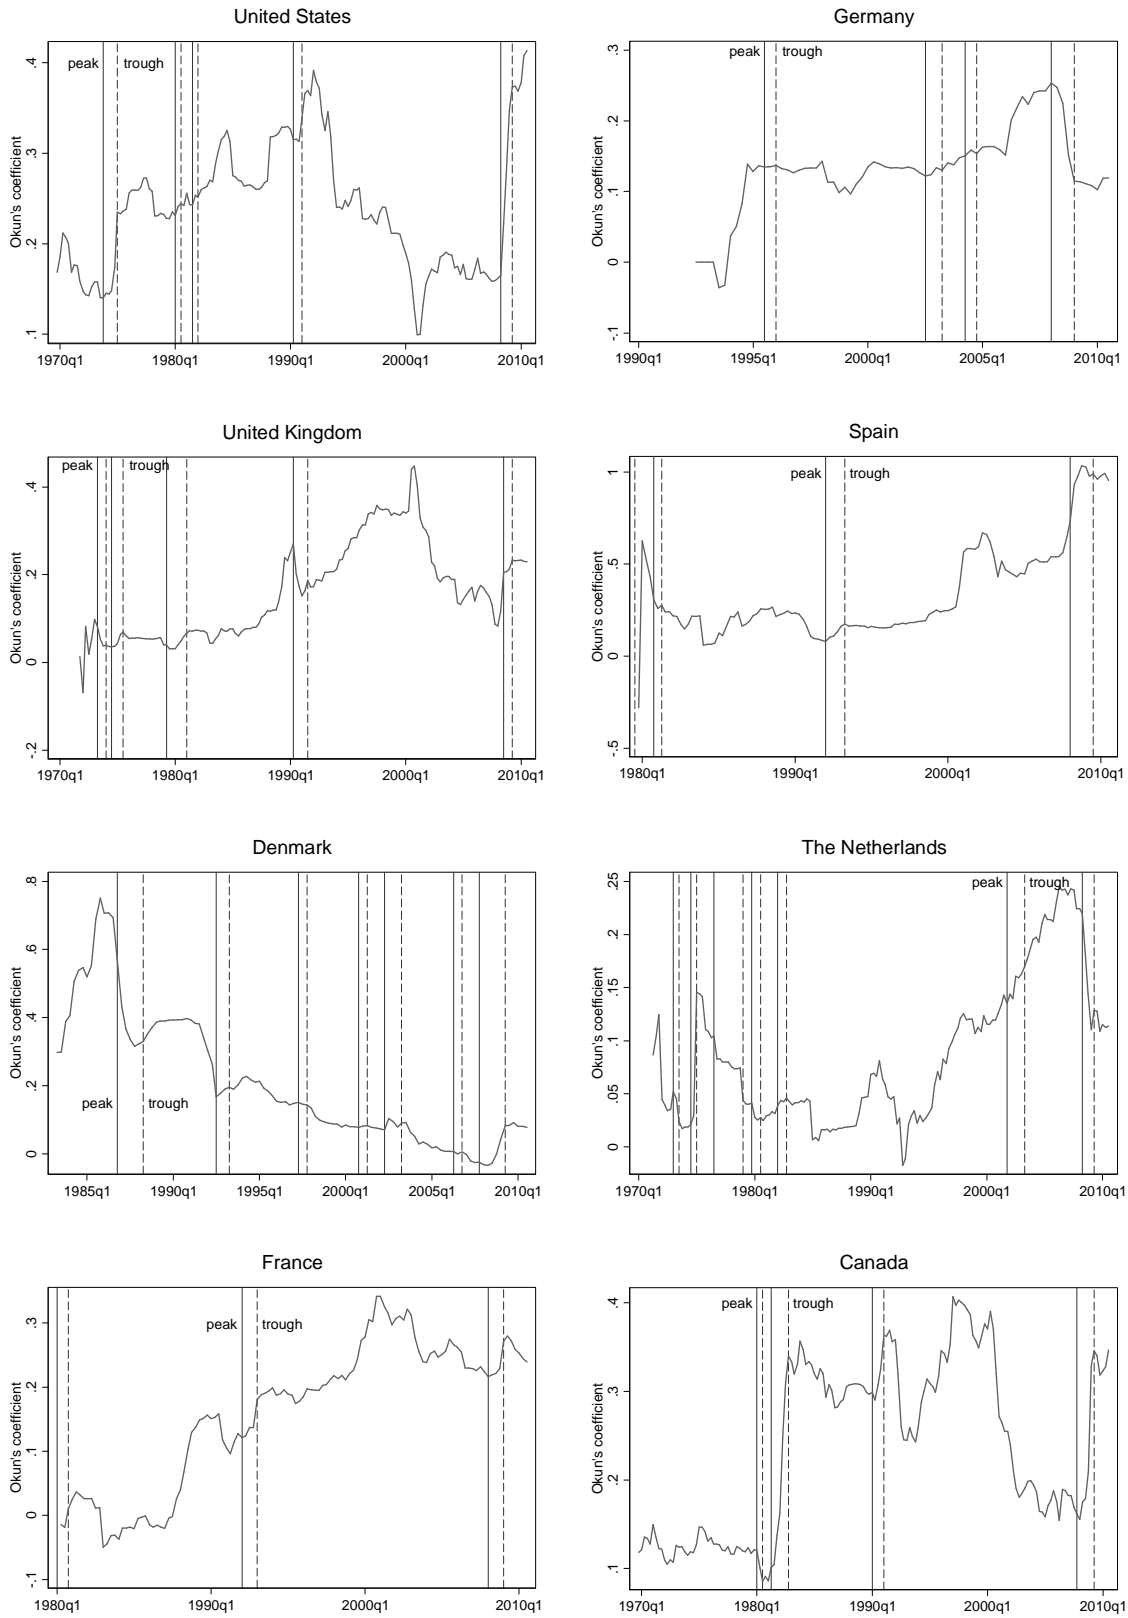 United States
peak trough
Okun's coefficient
.1 .2 .3 .4
1970q1 1980q1 1990q1 2000q1 2010q1
Germany
peak trough
Okun's coefficient
-.1 0 .1 .2 .3
1990q1 1995q1 2000q1 2005q1 2010q1
United Kingdom
peak trough
Okun's coefficient
-.2 0 .2 .4
1970q1 1980q1 1990q1 2000q1 2010q1
Spain
peak trough
Okun's coefficient
-.5 0 .5 1
1980q1 1990q1 2000q1 2010q1
Denmark
peak trough
Okun's coefficient
0 .2 .4 .6 .8
1985q1 1990q1 1995q1 2000q1 2005q1 2010q1
The Netherlands
peak trough
Okun's coefficient
0 .05 .1 .15 .2 .25
1970q1 1980q1 1990q1 2000q1 2010q1
France
peak trough
Okun's coefficient
-.1 0 .1 .2 .3
1980q1 1990q1 2000q1 2010q1
Canada
peak trough
Okun's coefficient
.1 .2 .3 .4
1970q1 1980q1 1990q1 2000q1 2010q1